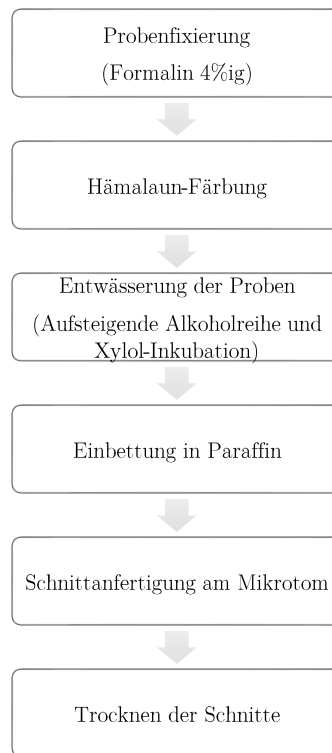 Probenfixierung
(Formalin 4%ig)
Hämalaun-Färbung
Entwässerung der Proben
(Aufsteigende Alkoholreihe und
Xylol-Inkubation)
Einbettung in Paraffin
Schnittanfertigung am Mikrotom
Trocknen der Schnitte